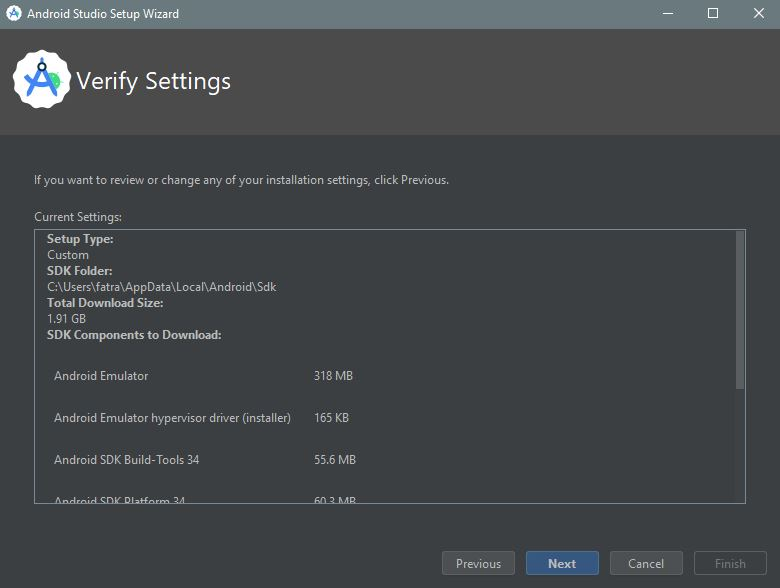 Android Studio Setup Wizard
Verify Settings
If you want to review or change any of your installation settings, click Previous.
Current Settings:
Setup Type:
Custom
SDK Folder:
C:\Users\fatra\AppData\Local\Android\Sdk
Total Download Size:
1.91 GB
SDK Components to Download:
Android Emulator 318 MB
Android Emulator hypervisor driver (installer) 165 KB
Android SDK Build-Tools 34 55.6 MB
Android SDK Platform 34 60.3 MB
Previous Next Cancel Finish